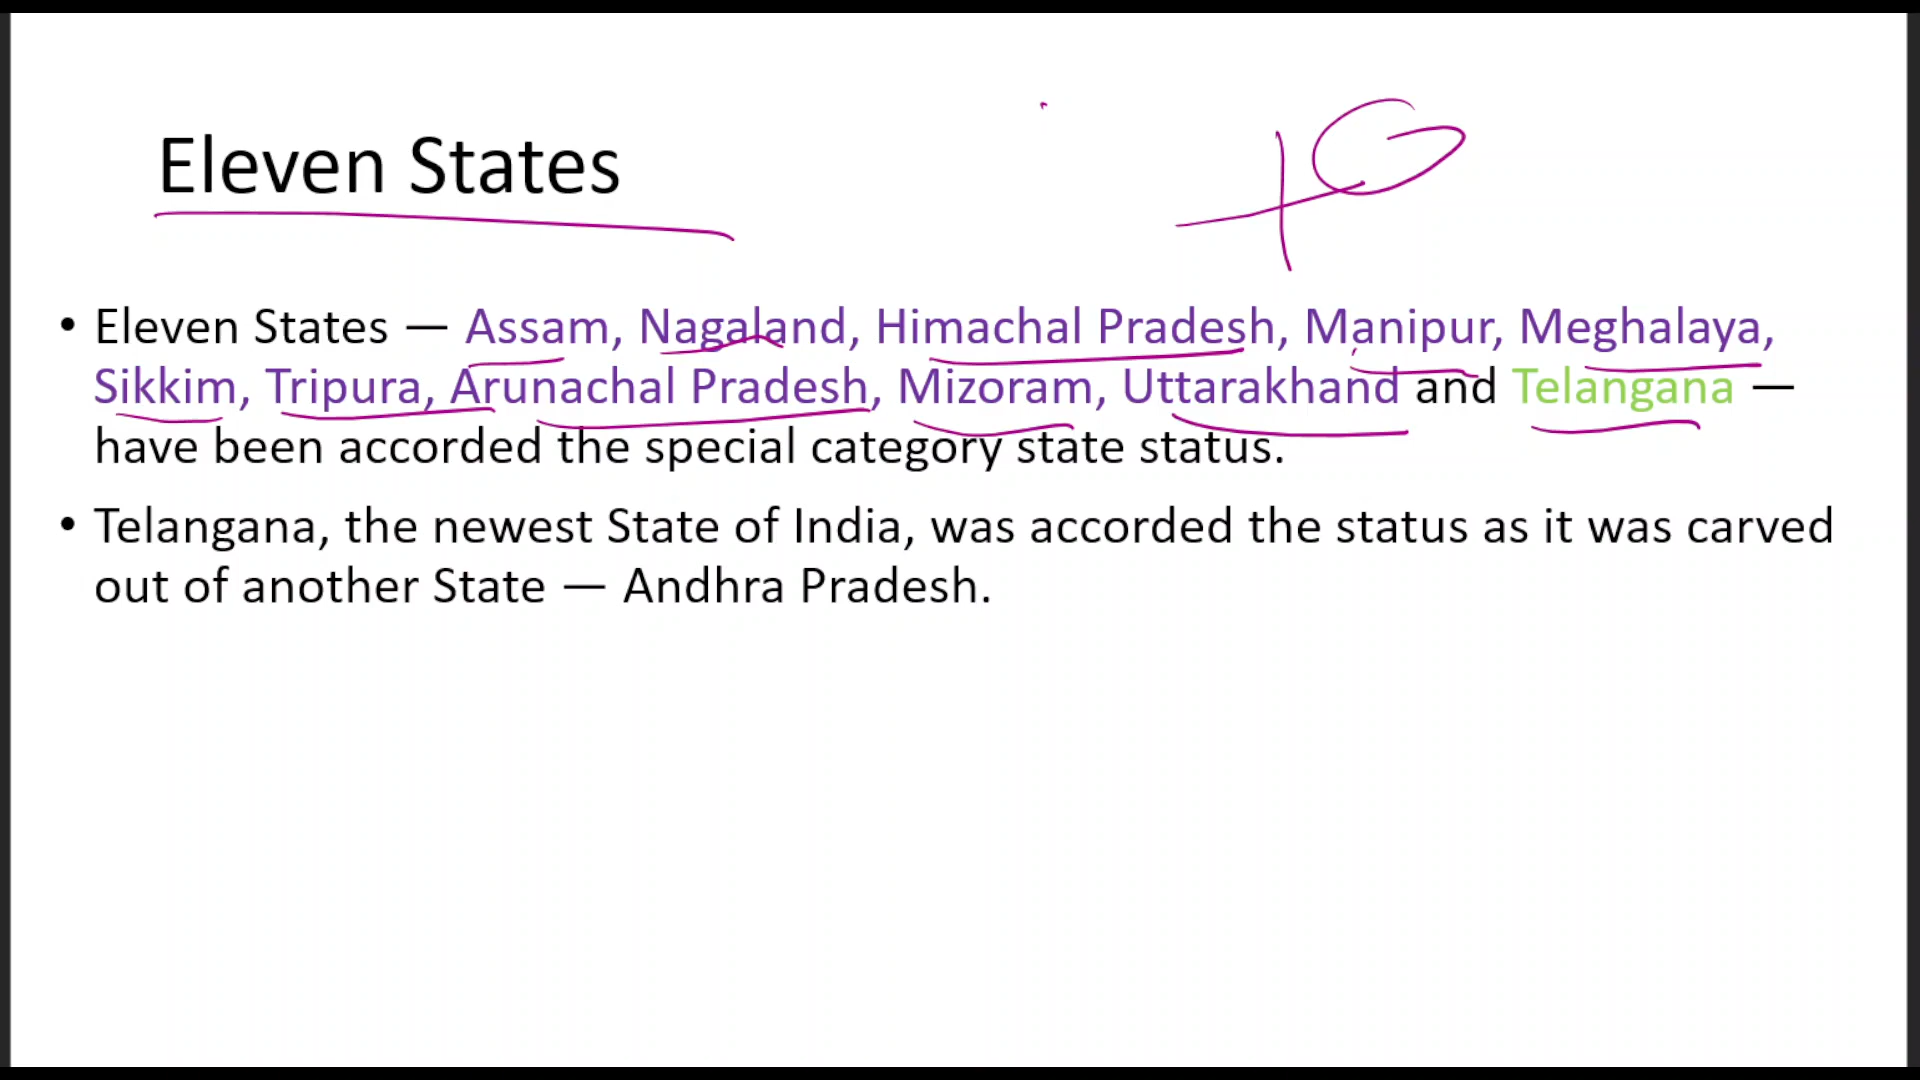 Eleven States
• Eleven States — Assam, Nagaland, Himachal Pradesh, Manipur, Meghalaya,
Sikkim, Tripura, Arunachal Pradesh, Mizoram, Uttarakhand and Telangana —
have been accorded the special category state status.
• Telangana, the newest State of India, was accorded the status as it was carved
out of another State — Andhra Pradesh.